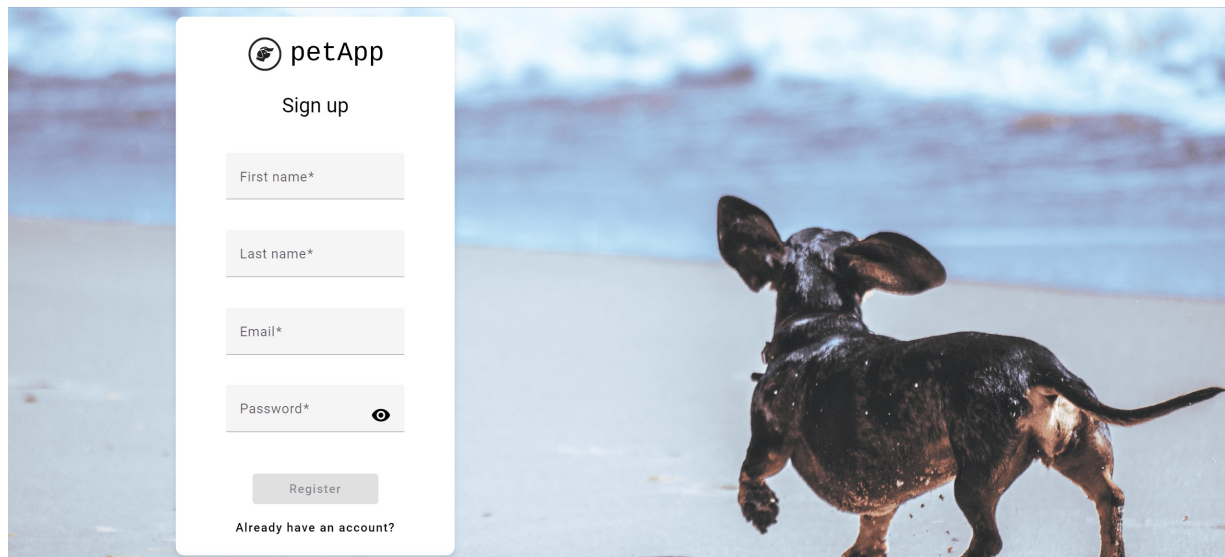 petApp
Sign up
First name*
Last name*
Email*
Password*
Register
Already have an account?